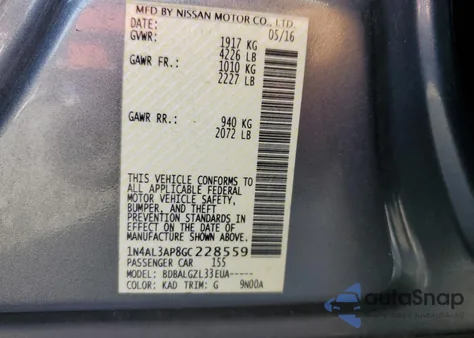 MFD BY NISSAN MOTOR CO., LTD.
DATE: 05/16
GVWR: 1917 KG
4226 LB
GAWR FR.: 1010 KG
2227 LB
GAWR RR.: 940 KG
2072 LB
THIS VEHICLE CONFORMS TO
ALL APPLICABLE FEDERAL
MOTOR VEHICLE SAFETY,
BUMPER, AND THEFT
PREVENTION STANDARDS IN
EFFECT ON THE DATE OF
MANUFACTURE SHOWN ABOVE.
1N4AL3AP8GC228559
PASSENGER CAR 155
MODEL: BDBALGZL33EUA-----
COLOR: KAD TRIM: G 9N00A
autoSnap